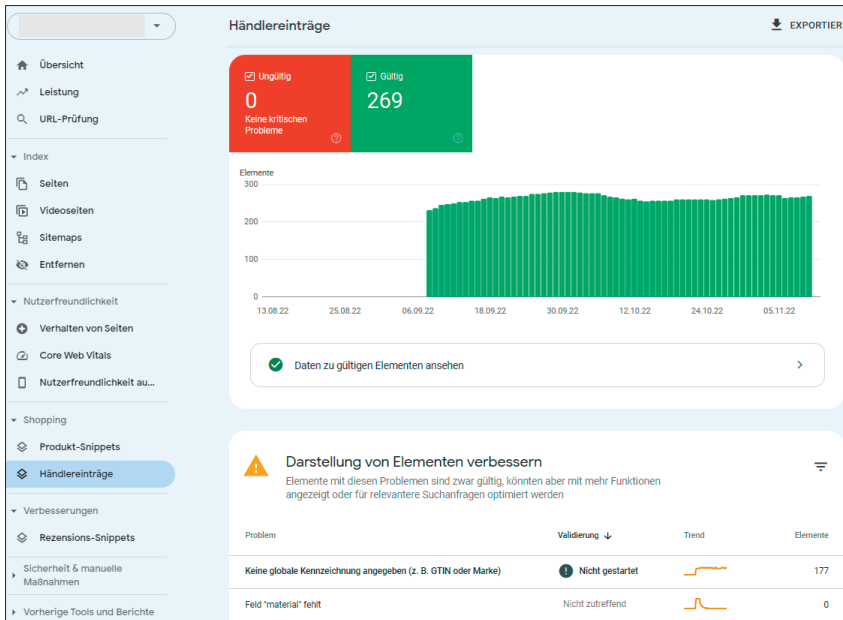 Händlereinträge
EXPORTIER
Übersicht
Leistung
URL-Prüfung
Index
Seiten
Videoseiten
Sitemaps
Entfernen
Nutzerfreundlichkeit
Verhalten von Seiten
Core Web Vitals
Nutzerfreundlichkeit au...
Shopping
Produkt-Snippets
Händlereinträge
Verbesserungen
Rezensions-Snippets
Sicherheit & manuelle
Maßnahmen
Vorherige Tools und Berichte
Ungültig
0
Keine kritischen
Probleme
Gültig
269
Elemente
300
200
100
0
13.08.22 25.08.22 06.09.22 18.09.22 30.09.22 12.10.22 24.10.22 05.11.22
Daten zu gültigen Elementen ansehen
Darstellung von Elementen verbessern
Elemente mit diesen Problemen sind zwar gültig, könnten aber mit mehr Funktionen
angezeigt oder für relevantere Suchanfragen optimiert werden
Problem Validierung Trend Elemente
Keine globale Kennzeichnung angegeben (z. B. GTIN oder Marke) Nicht gestartet 177
Feld "material" fehlt Nicht zutreffend 0